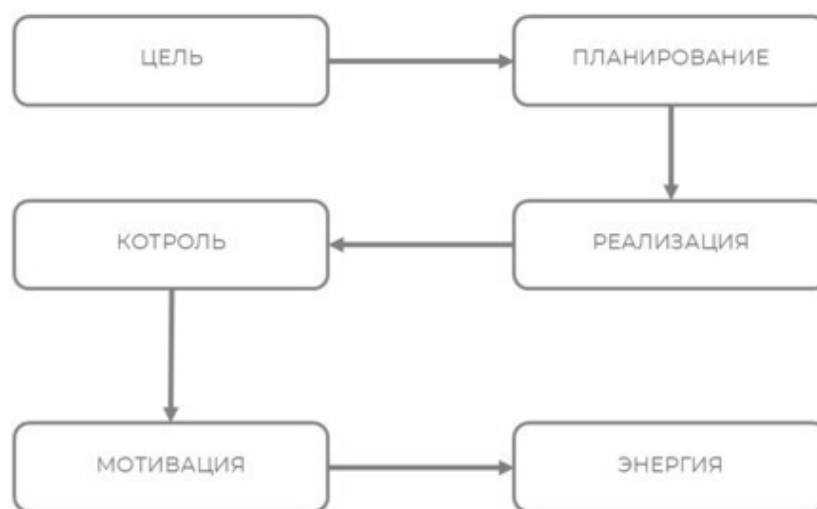 ЦЕЛЬ
ПЛАНИРОВАНИЕ
РЕАЛИЗАЦИЯ
КОТРОЛЬ
МОТИВАЦИЯ
ЭНЕРГИЯ